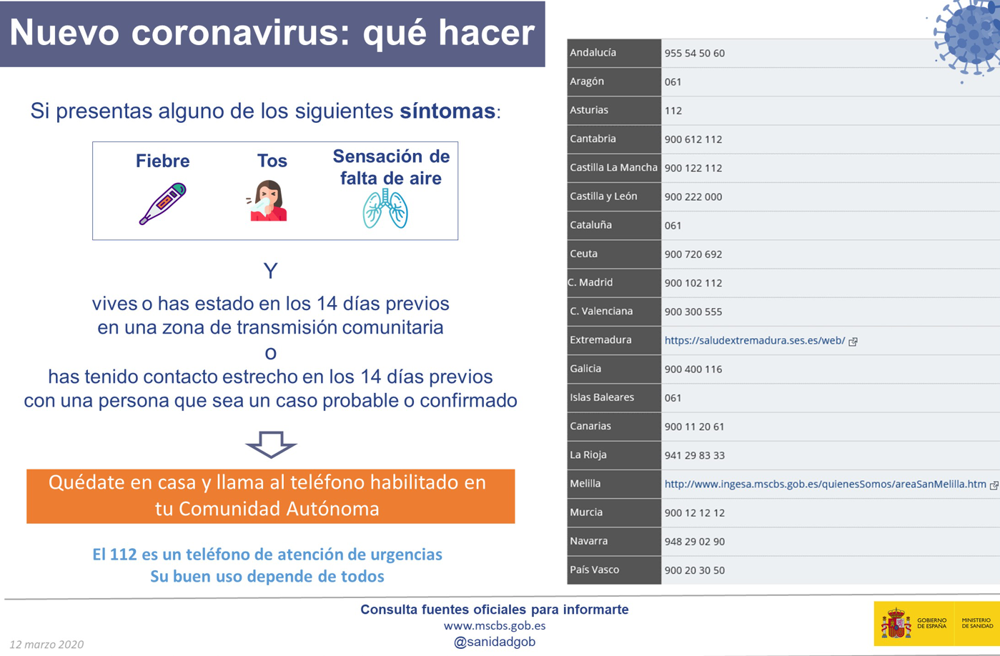 Nuevo coronavirus: qué hacer
Si presentas alguno de los siguientes síntomas:
Fiebre
Tos
Sensación de
falta de aire
Y
vives o has estado en los 14 días previos
en una zona de transmisión comunitaria
o
has tenido contacto estrecho en los 14 días previos
con una persona que sea un caso probable o confirmado
Quédate en casa y llama al teléfono habilitado en
tu Comunidad Autónoma
El 112 es un teléfono de atención de urgencias
Su buen uso depende de todos
Andalucía 955 54 50 60
Aragón 061
Asturias 112
Cantabria 900 612 112
Castilla La Mancha 900 122 112
Castilla y León 900 222 000
Cataluña 061
Ceuta 900 720 692
C. Madrid 900 102 112
C. Valenciana 900 300 555
Extremadura https://saludextremadura.ses.es/web/
Galicia 900 400 116
Islas Baleares 061
Canarias 900 11 20 61
La Rioja 941 29 83 33
Melilla http://www.ingesa.mscbs.gob.es/quienesSomos/areaSanMelilla.htm
Murcia 900 12 12 12
Navarra 948 29 02 90
País Vasco 900 20 30 50
Consulta fuentes oficiales para informarte
www.mscbs.gob.es
@sanidadgob
12 marzo 2020
GOBIERNO
DE ESPAÑA
MINISTERIO
DE SANIDAD